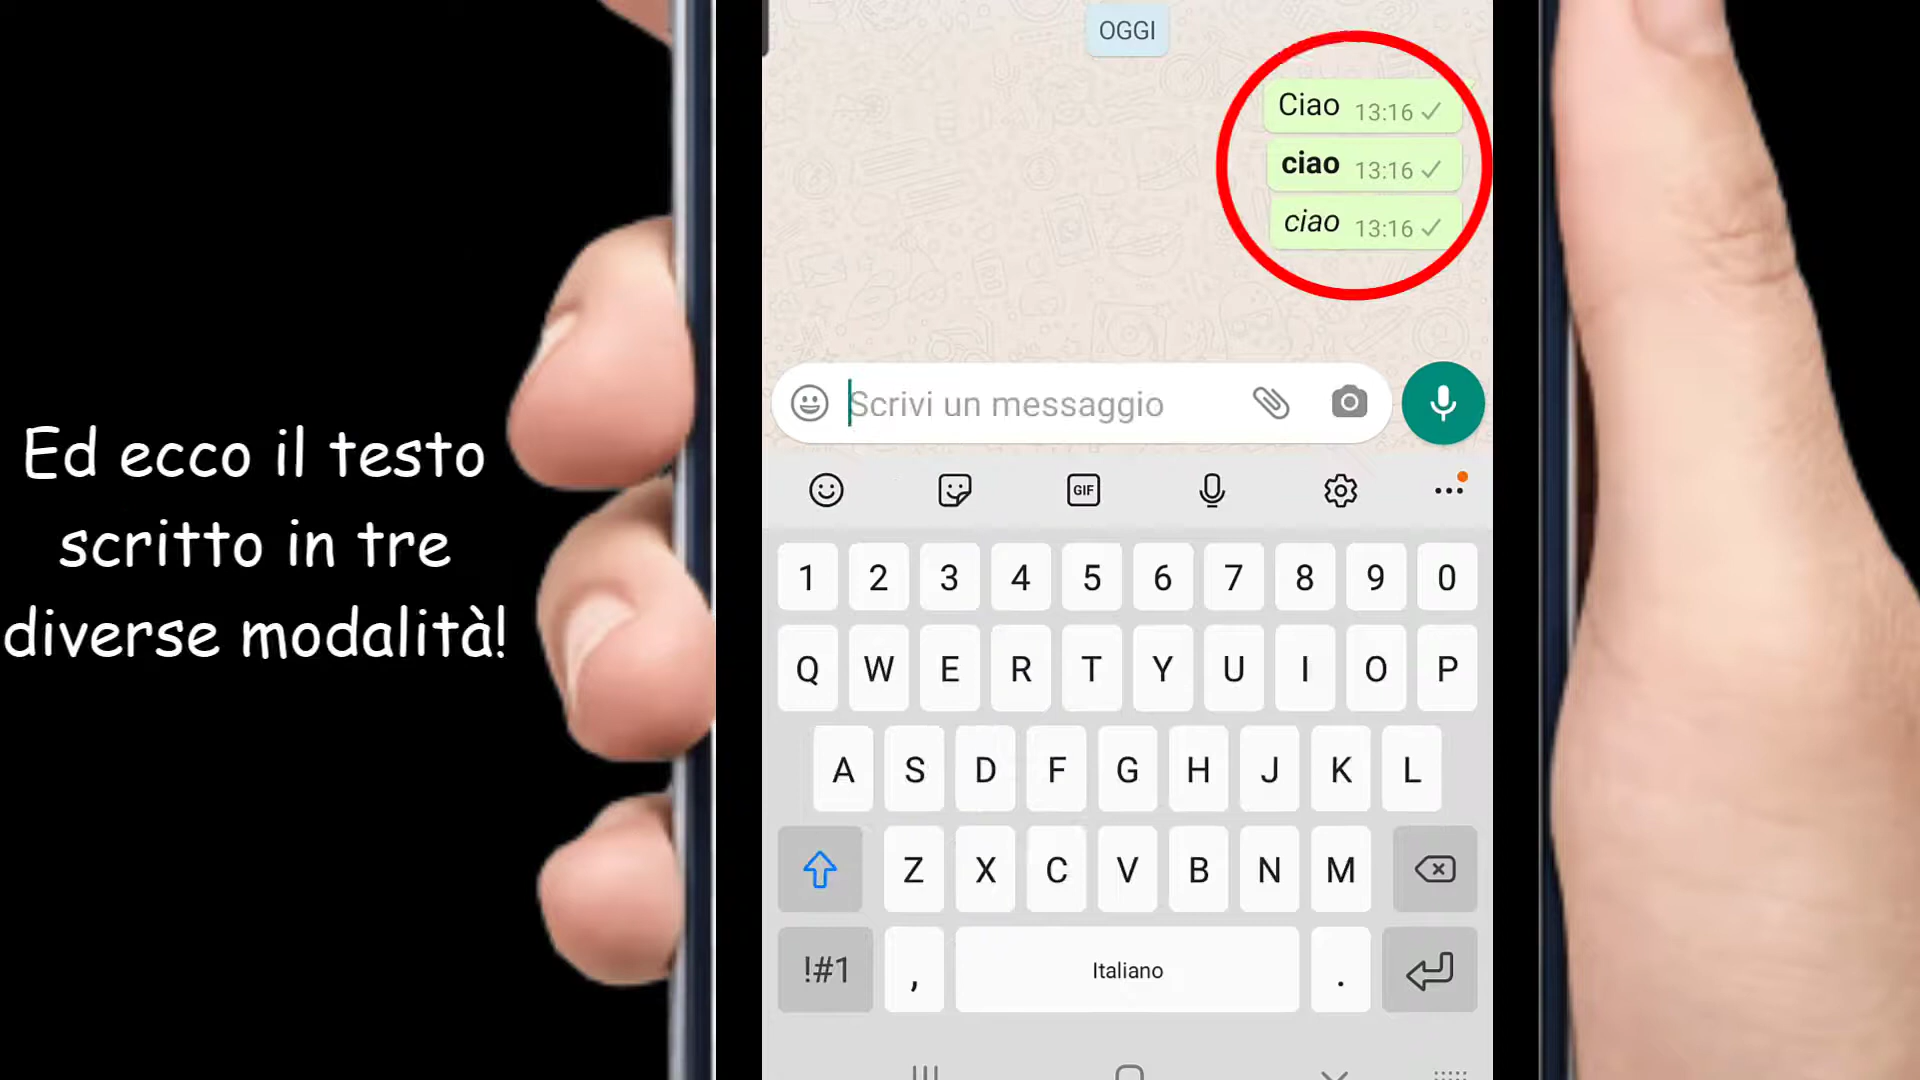 Ed ecco il testo
scritto in tre
diverse modalità!
OGGI
Ciao 13:16
ciao 13:16
ciao 13:16
Scrivi un messaggio
GIF
1 2 3 4 5 6 7 8 9 0
Q W E R T Y U I O P
A S D F G H J K L
Z X C V B N M
!#1 , Italiano .